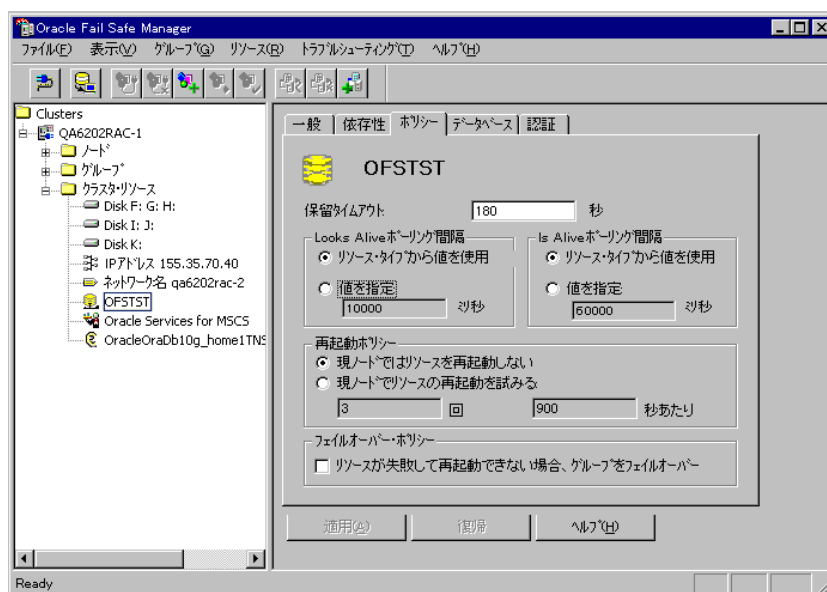 Oracle Fail Safe Manager
ファイル(F) 表示(V) グループ(G) リソース(R) トラブルシューティング(T) ヘルプ(H)
Clusters
QA6202RAC-1
ノード
グループ
クラスタ・リソース
Disk F: G: H:
Disk I: J:
Disk K:
IPアドレス 155.35.70.40
ネットワーク名 qa6202rac-2
OFSTST
Oracle Services for MSCS
OracleOraDb10g_home1TNS
一般 依存性 ポリシー データベース 認証
OFSTST
保留タイムアウト: 180 秒
Looks Aliveポーリング間隔
リソース・タイプから値を使用
値を指定
10000 ミリ秒
Is Aliveポーリング間隔
リソース・タイプから値を使用
値を指定
60000 ミリ秒
再起動ポリシー
現ノードではリソースを再起動しない
現ノードでリソースの再起動を試みる:
3 回 900 秒あたり
フェイルオーバー・ポリシー
リソースが失敗して再起動できない場合、グループをフェイルオーバー
適用(A) 復帰 ヘルプ(H)
Ready